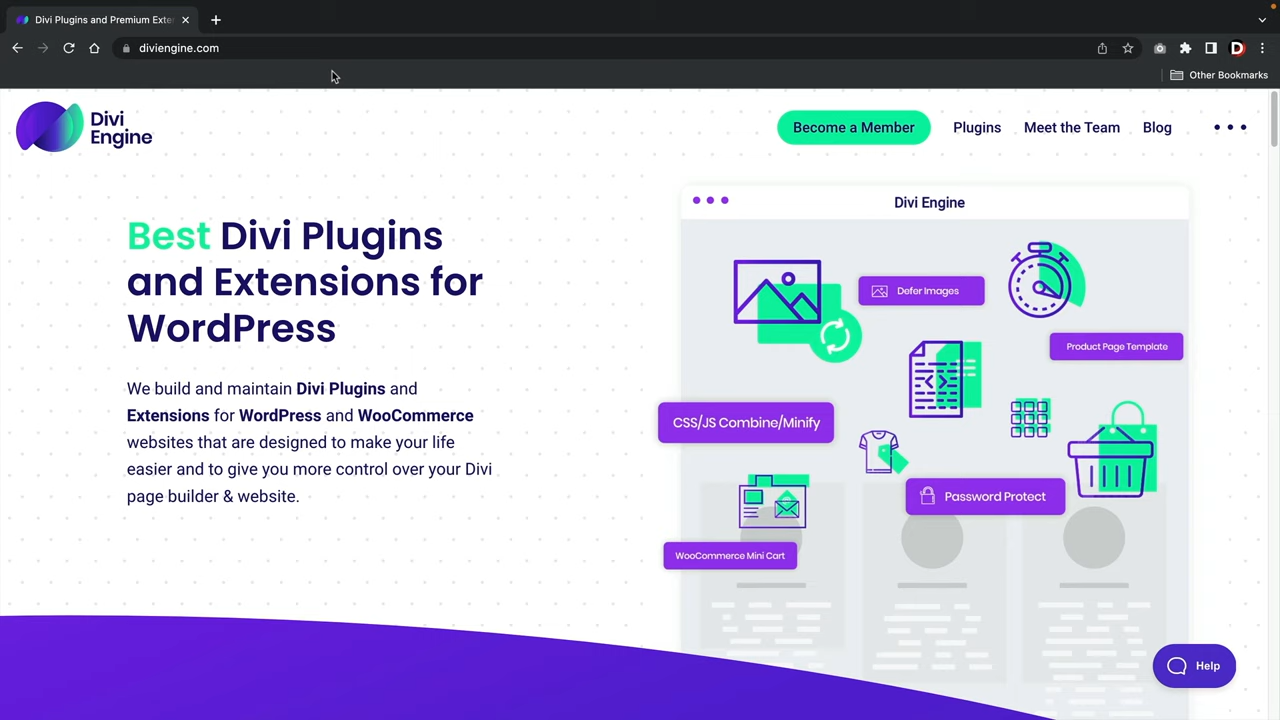 Divi Plugins and Premium Exte
diviengine.com
Other Bookmarks
Divi
Engine
Become a Member
Plugins
Meet the Team
Blog
Best Divi Plugins
and Extensions for
WordPress
We build and maintain Divi Plugins and
Extensions for WordPress and WooCommerce
websites that are designed to make your life
easier and to give you more control over your Divi
page builder & website.
Divi Engine
Defer Images
Product Page Template
CSS/JS Combine/Minify
Password Protect
WooCommerce Mini Cart
Help